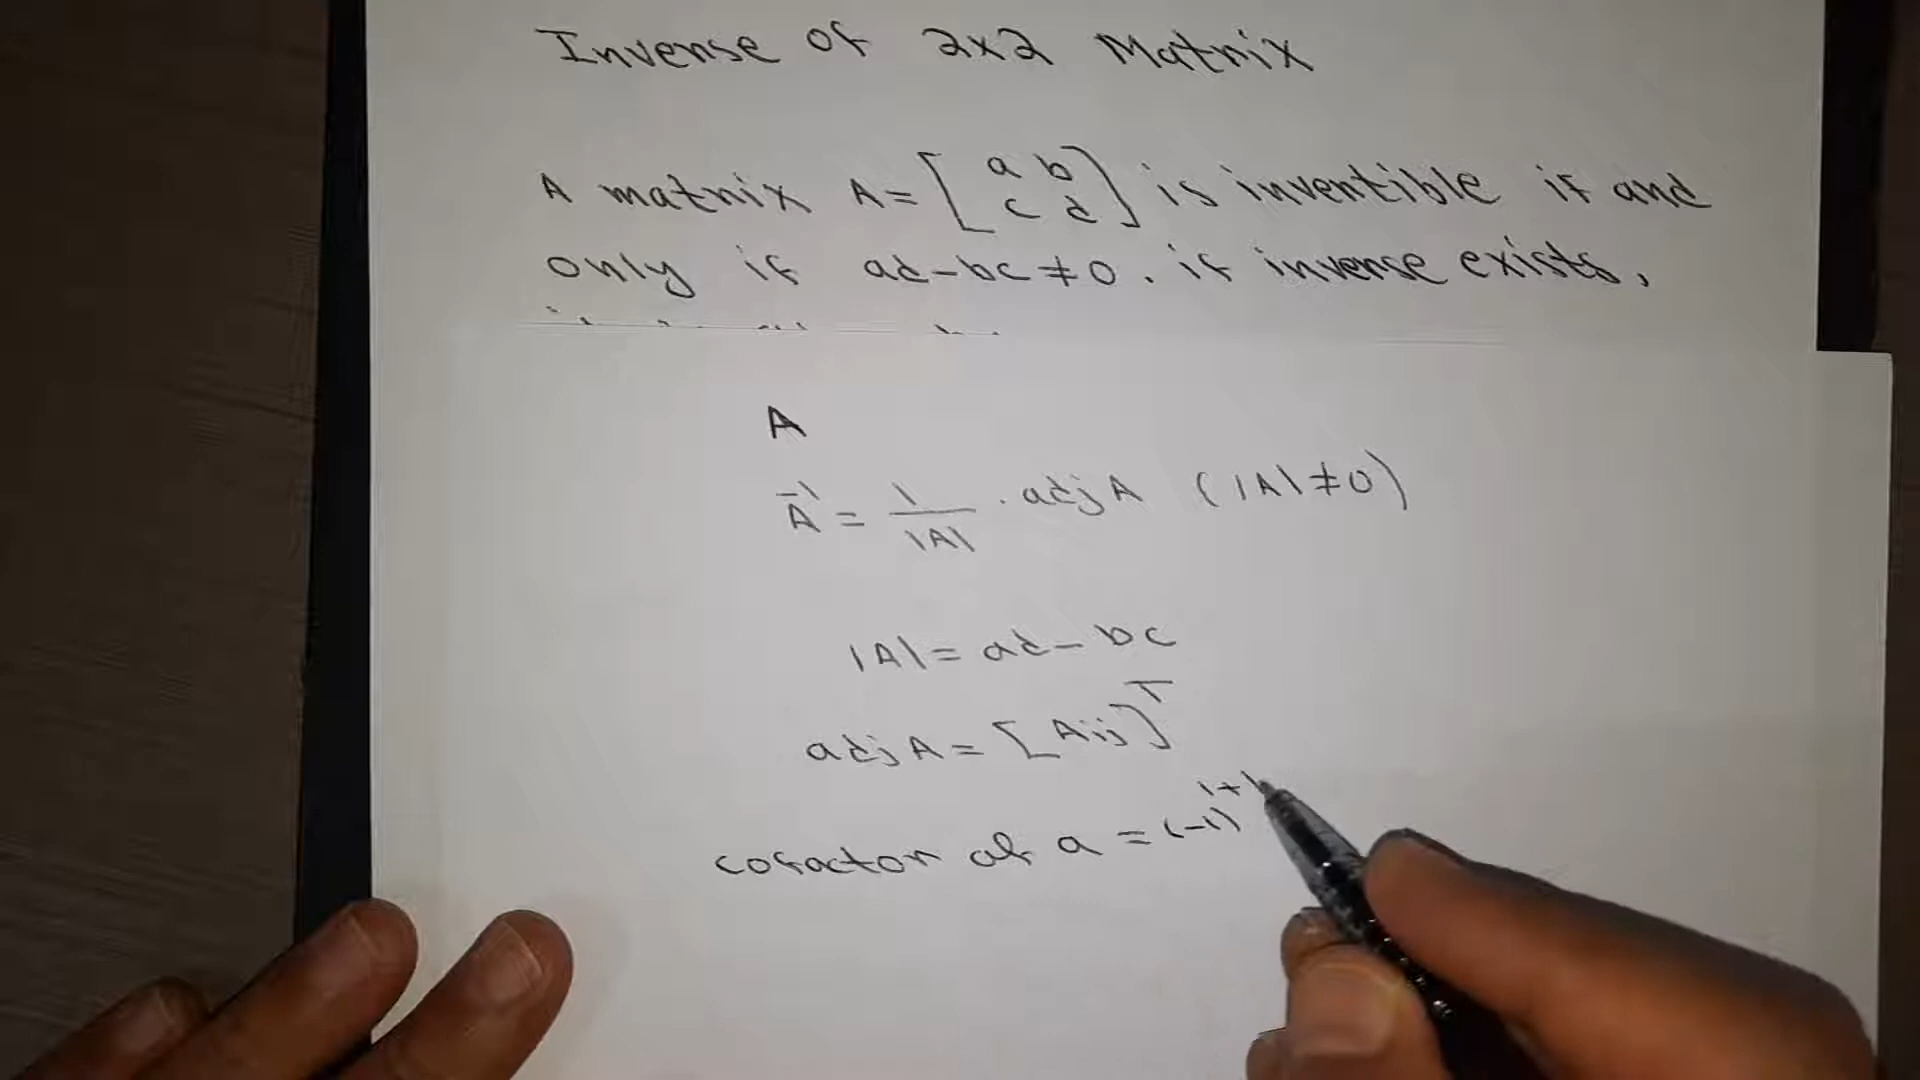 Inverse Of 2x2 Matrix
A matrix A = [a b
c d] is invertible if and
only if ad-bc≠0. if inverse exists,
A
A⁻¹ = 1/|A| . adj A (|A|≠0)
|A| = ad-bc
adj A = [Aij]ᵀ
cofactor of a = (-1)¹⁺¹